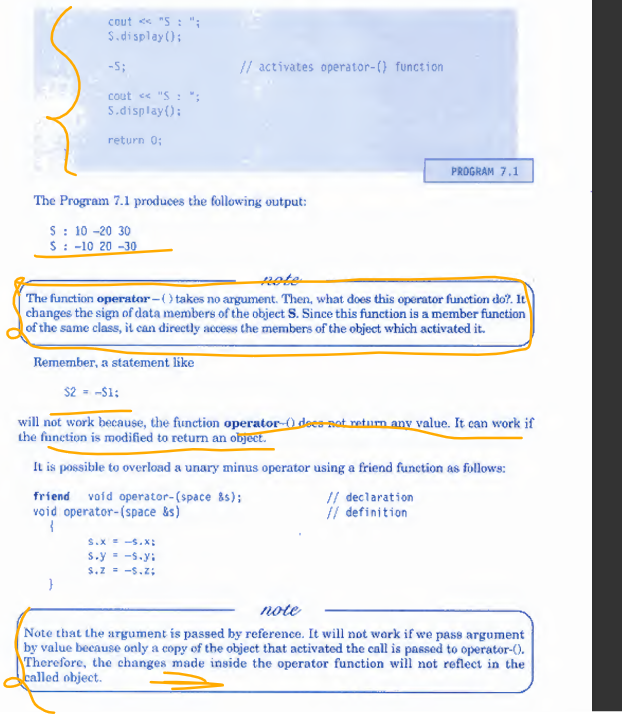 cout << "S : ";
S.display();
-S; // activates operator-() function
cout << "S : ";
S.display();
return 0;
PROGRAM 7.1
The Program 7.1 produces the following output:
S : 10 -20 30
S : -10 20 -30
note
The function operator-() takes no argument. Then, what does this operator function do?. It
changes the sign of data members of the object S. Since this function is a member function
of the same class, it can directly access the members of the object which activated it.
Remember, a statement like
S2 = -S1;
will not work because, the function operator-() does not return any value. It can work if
the function is modified to return an object.
It is possible to overload a unary minus operator using a friend function as follows:
friend void operator-(space &s); // declaration
void operator-(space &s) // definition
{
s.x = -s.x;
s.y = -s.y;
s.z = -s.z;
}
note
Note that the argument is passed by reference. It will not work if we pass argument
by value because only a copy of the object that activated the call is passed to operator-().
Therefore, the changes made inside the operator function will not reflect in the
called object.